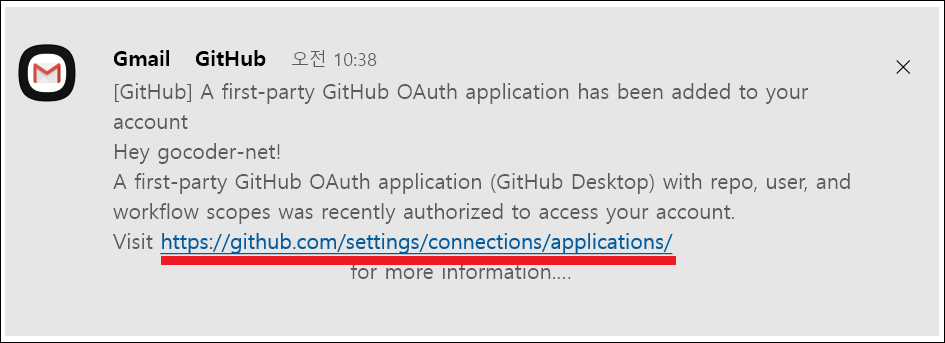 Gmail GitHub 오전 10:38
[GitHub] A first-party GitHub OAuth application has been added to your
account
Hey gocoder-net!
A first-party GitHub OAuth application (GitHub Desktop) with repo, user, and
workflow scopes was recently authorized to access your account.
Visit https://github.com/settings/connections/applications/
for more information....